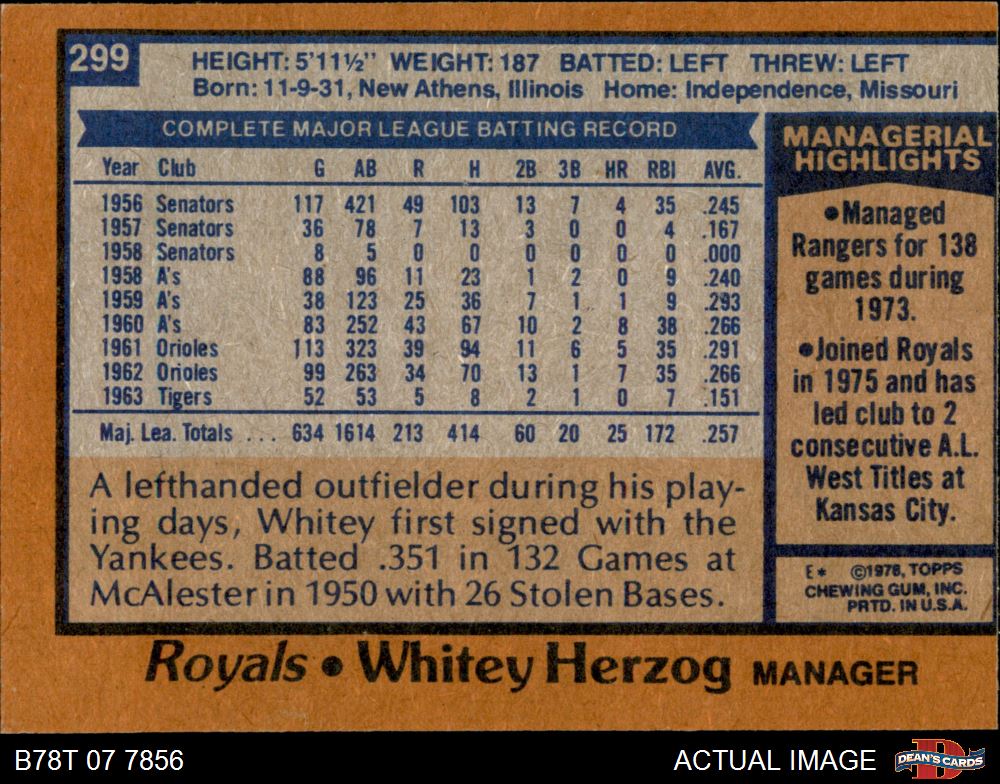 299
HEIGHT: 5'11½" WEIGHT: 187 BATTED: LEFT THREW: LEFT
Born: 11-9-31, New Athens, Illinois Home: Independence, Missouri
COMPLETE MAJOR LEAGUE BATTING RECORD
Year Club G AB R H 2B 3B HR RBI AVG.
1956 Senators 117 421 49 103 13 7 4 35 .245
1957 Senators 36 78 7 13 3 0 0 4 .167
1958 Senators 8 5 0 0 0 0 0 0 .000
1958 A's 88 96 11 23 1 2 0 9 .240
1959 A's 38 123 25 36 7 1 1 9 .293
1960 A's 83 252 43 67 10 2 8 38 .266
1961 Orioles 113 323 39 94 11 6 5 35 .291
1962 Orioles 99 263 34 70 13 1 7 35 .266
1963 Tigers 52 53 5 8 2 1 0 7 .151
Maj. Lea. Totals ... 634 1614 213 414 60 20 25 172 .257
A lefthanded outfielder during his play-
ing days, Whitey first signed with the
Yankees. Batted .351 in 132 Games at
McAlester in 1950 with 26 Stolen Bases.
MANAGERIAL
HIGHLIGHTS
•Managed
Rangers for 138
games during
1973.
•Joined Royals
in 1975 and has
led club to 2
consecutive A.L.
West Titles at
Kansas City.
E* ©1978, TOPPS
CHEWING GUM, INC.
PRTD. IN U.S.A.
Royals • Whitey Herzog MANAGER
B78T 07 7856
ACTUAL IMAGE
DEAN'S CARDS